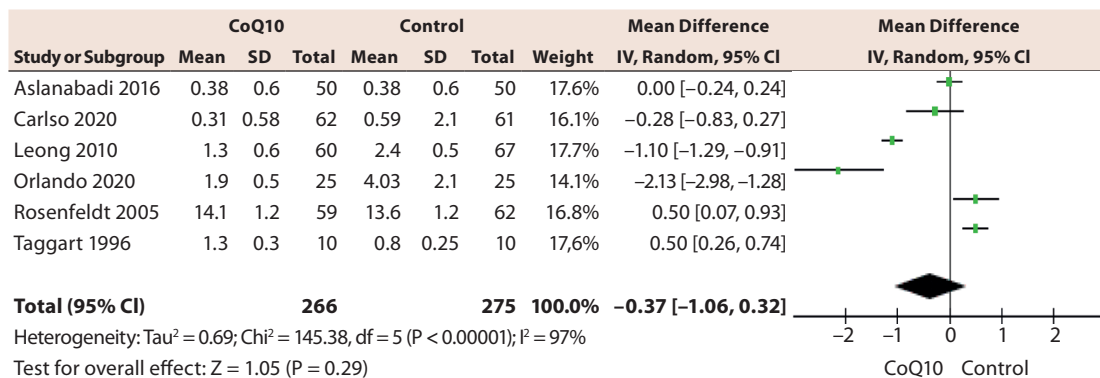 CoQ10 Control Mean Difference Mean Difference
Study or Subgroup Mean SD Total Mean SD Total Weight IV, Random, 95% Cl IV, Random, 95% Cl
Aslanabadi 2016 0.38 0.6 50 0.38 0.6 50 17.6% 0.00 [−0.24, 0.24]
Carlso 2020 0.31 0.58 62 0.59 2.1 61 16.1% −0.28 [−0.83, 0.27]
Leong 2010 1.3 0.6 60 2.4 0.5 67 17.7% −1.10 [−1.29, −0.91]
Orlando 2020 1.9 0.5 25 4.03 2.1 25 14.1% −2.13 [−2.98, −1.28]
Rosenfeldt 2005 14.1 1.2 59 13.6 1.2 62 16.8% 0.50 [0.07, 0.93]
Taggart 1996 1.3 0.3 10 0.8 0.25 10 17,6% 0.50 [0.26, 0.74]
Total (95% Cl) 266 275 100.0% −0.37 [−1.06, 0.32]
Heterogeneity: Tau² = 0.69; Chi² = 145.38, df = 5 (P < 0.00001); I² = 97%
Test for overall effect: Z = 1.05 (P = 0.29)
−2 −1 0 1 2
CoQ10 Control